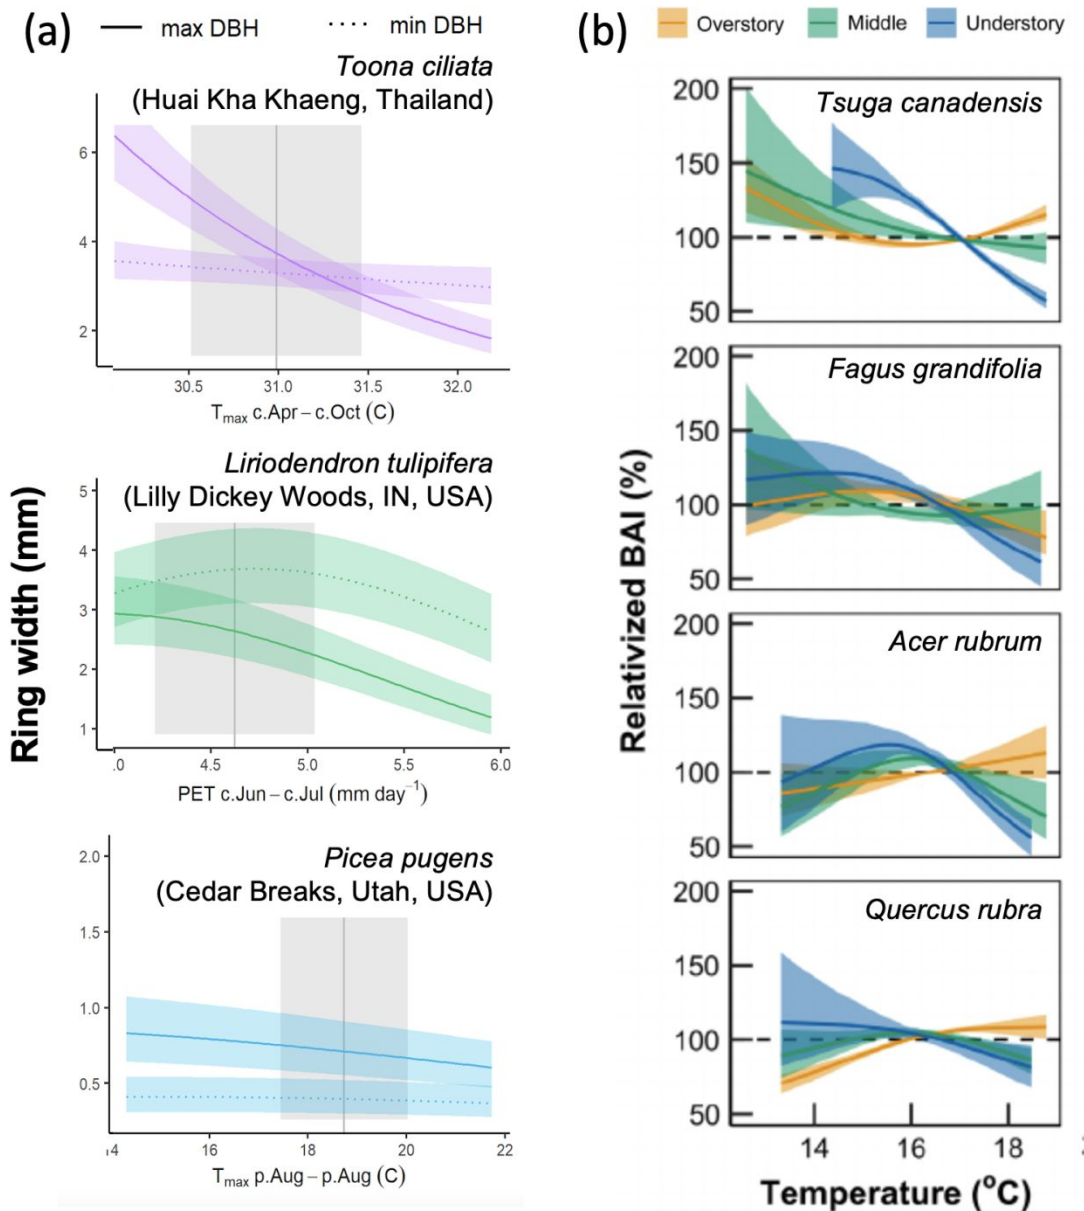 (a)
max DBH
min DBH
Toona ciliata
(Huai Kha Khaeng, Thailand)
6
4
2
30.5 31.0 31.5 32.0
Tmax c.Apr – c.Oct (C)
Liriodendron tulipifera
(Lilly Dickey Woods, IN, USA)
5
4
3
2
1
.0 4.5 5.0 5.5 6.0
PET c.Jun – c.Jul (mm day⁻¹)
Picea pugens
(Cedar Breaks, Utah, USA)
2.0
1.5
1.0
0.5
14 16 18 20 22
Tmax p.Aug – p.Aug (C)
Ring width (mm)
(b)
Overstory
Middle
Understory
Tsuga canadensis
200
150
100
50
Fagus grandifolia
200
150
100
50
Acer rubrum
200
150
100
50
Quercus rubra
200
150
100
50
14 16 18
Temperature (°C)
Relativized BAI (%)